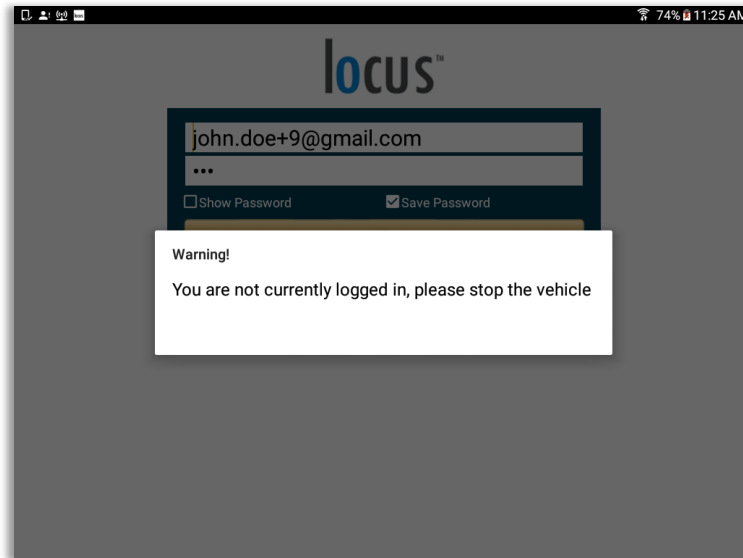 74% 11:25 AM
locus™
john.doe+9@gmail.com
•••
Show Password
Save Password
Warning!
You are not currently logged in, please stop the vehicle